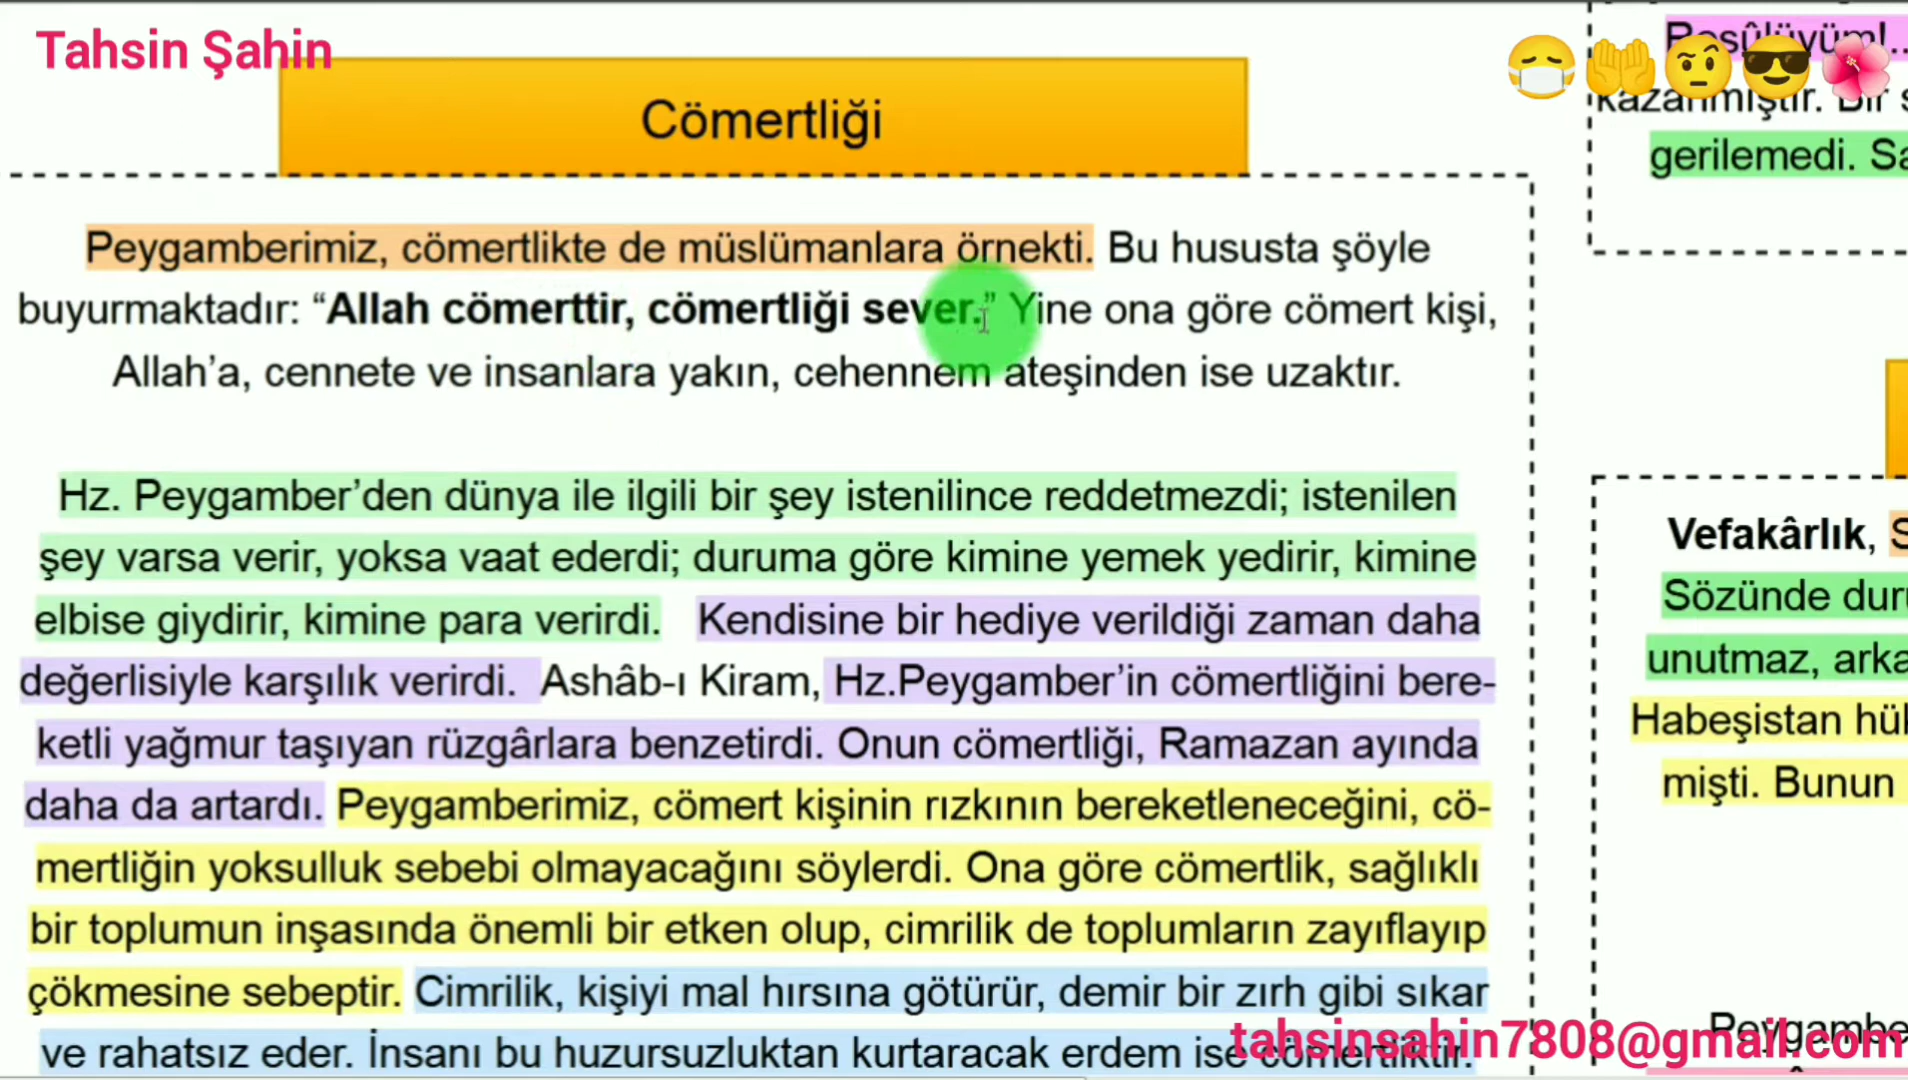 Tahsin Şahin
Cömertliği
Peygamberimiz, cömertlikte de müslümanlara örnekti. Bu hususta şöyle
buyurmaktadır: “Allah cömerttir, cömertliği sever.” Yine ona göre cömert kişi,
Allah’a, cennete ve insanlara yakın, cehennem ateşinden ise uzaktır.
Hz. Peygamber’den dünya ile ilgili bir şey istenilince reddetmezdi; istenilen
şey varsa verir, yoksa vaat ederdi; duruma göre kimine yemek yedirir, kimine
elbise giydirir, kimine para verirdi. Kendisine bir hediye verildiği zaman daha
değerlisiyle karşılık verirdi. Ashâb-ı Kiram, Hz.Peygamber’in cömertliğini bere-
ketli yağmur taşıyan rüzgârlara benzetirdi. Onun cömertliği, Ramazan ayında
daha da artardı. Peygamberimiz, cömert kişinin rızkının bereketleneceğini, cö-
mertliğin yoksulluk sebebi olmayacağını söylerdi. Ona göre cömertlik, sağlıklı
bir toplumun inşasında önemli bir etken olup, cimrilik de toplumların zayıflayıp
çökmesine sebeptir. Cimrilik, kişiyi mal hırsına götürür, demir bir zırh gibi sıkar
ve rahatsız eder. İnsanı bu huzursuzluktan kurtaracak erdem ise cömertliktir.
Resûlüyüm!..
kazanmıştır. Bir
gerilemedi.
Vefakârlık,
Sözünde
unutmaz,
Habeşistan
mişti. Bunun
tahsinsahin7808@gmail.com